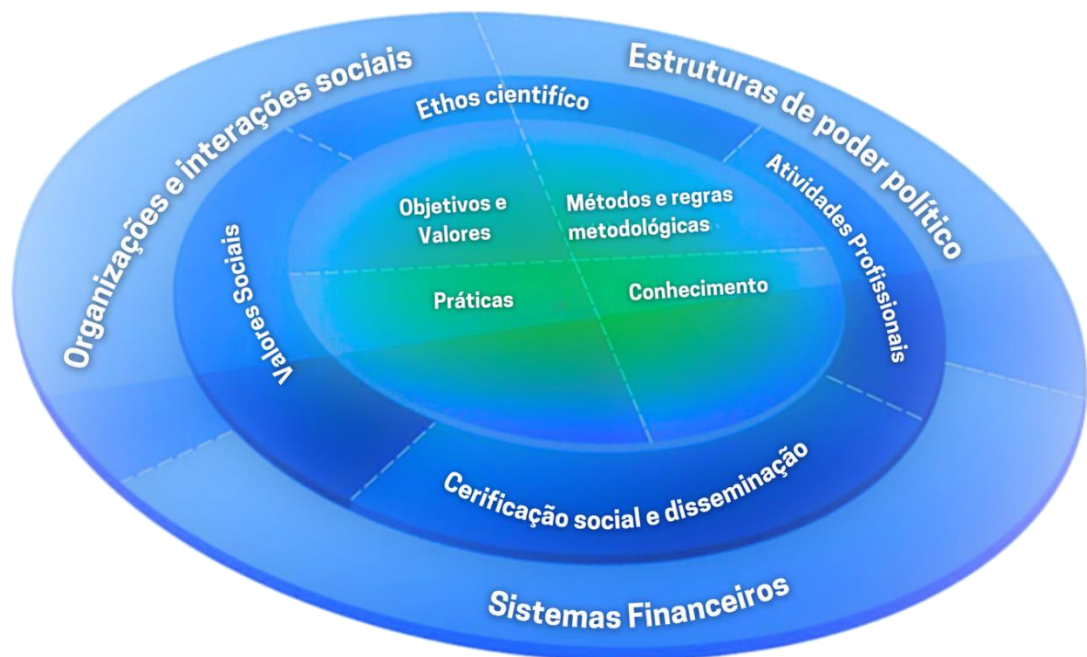 Organizações e interações sociais
Estruturas de poder político
Ethos cientifíco
Atividades Profissionais
Valores Sociais
Objetivos e
Valores
Métodos e regras
metodológicas
Práticas
Conhecimento
Cerificação social e disseminação
Sistemas Financeiros